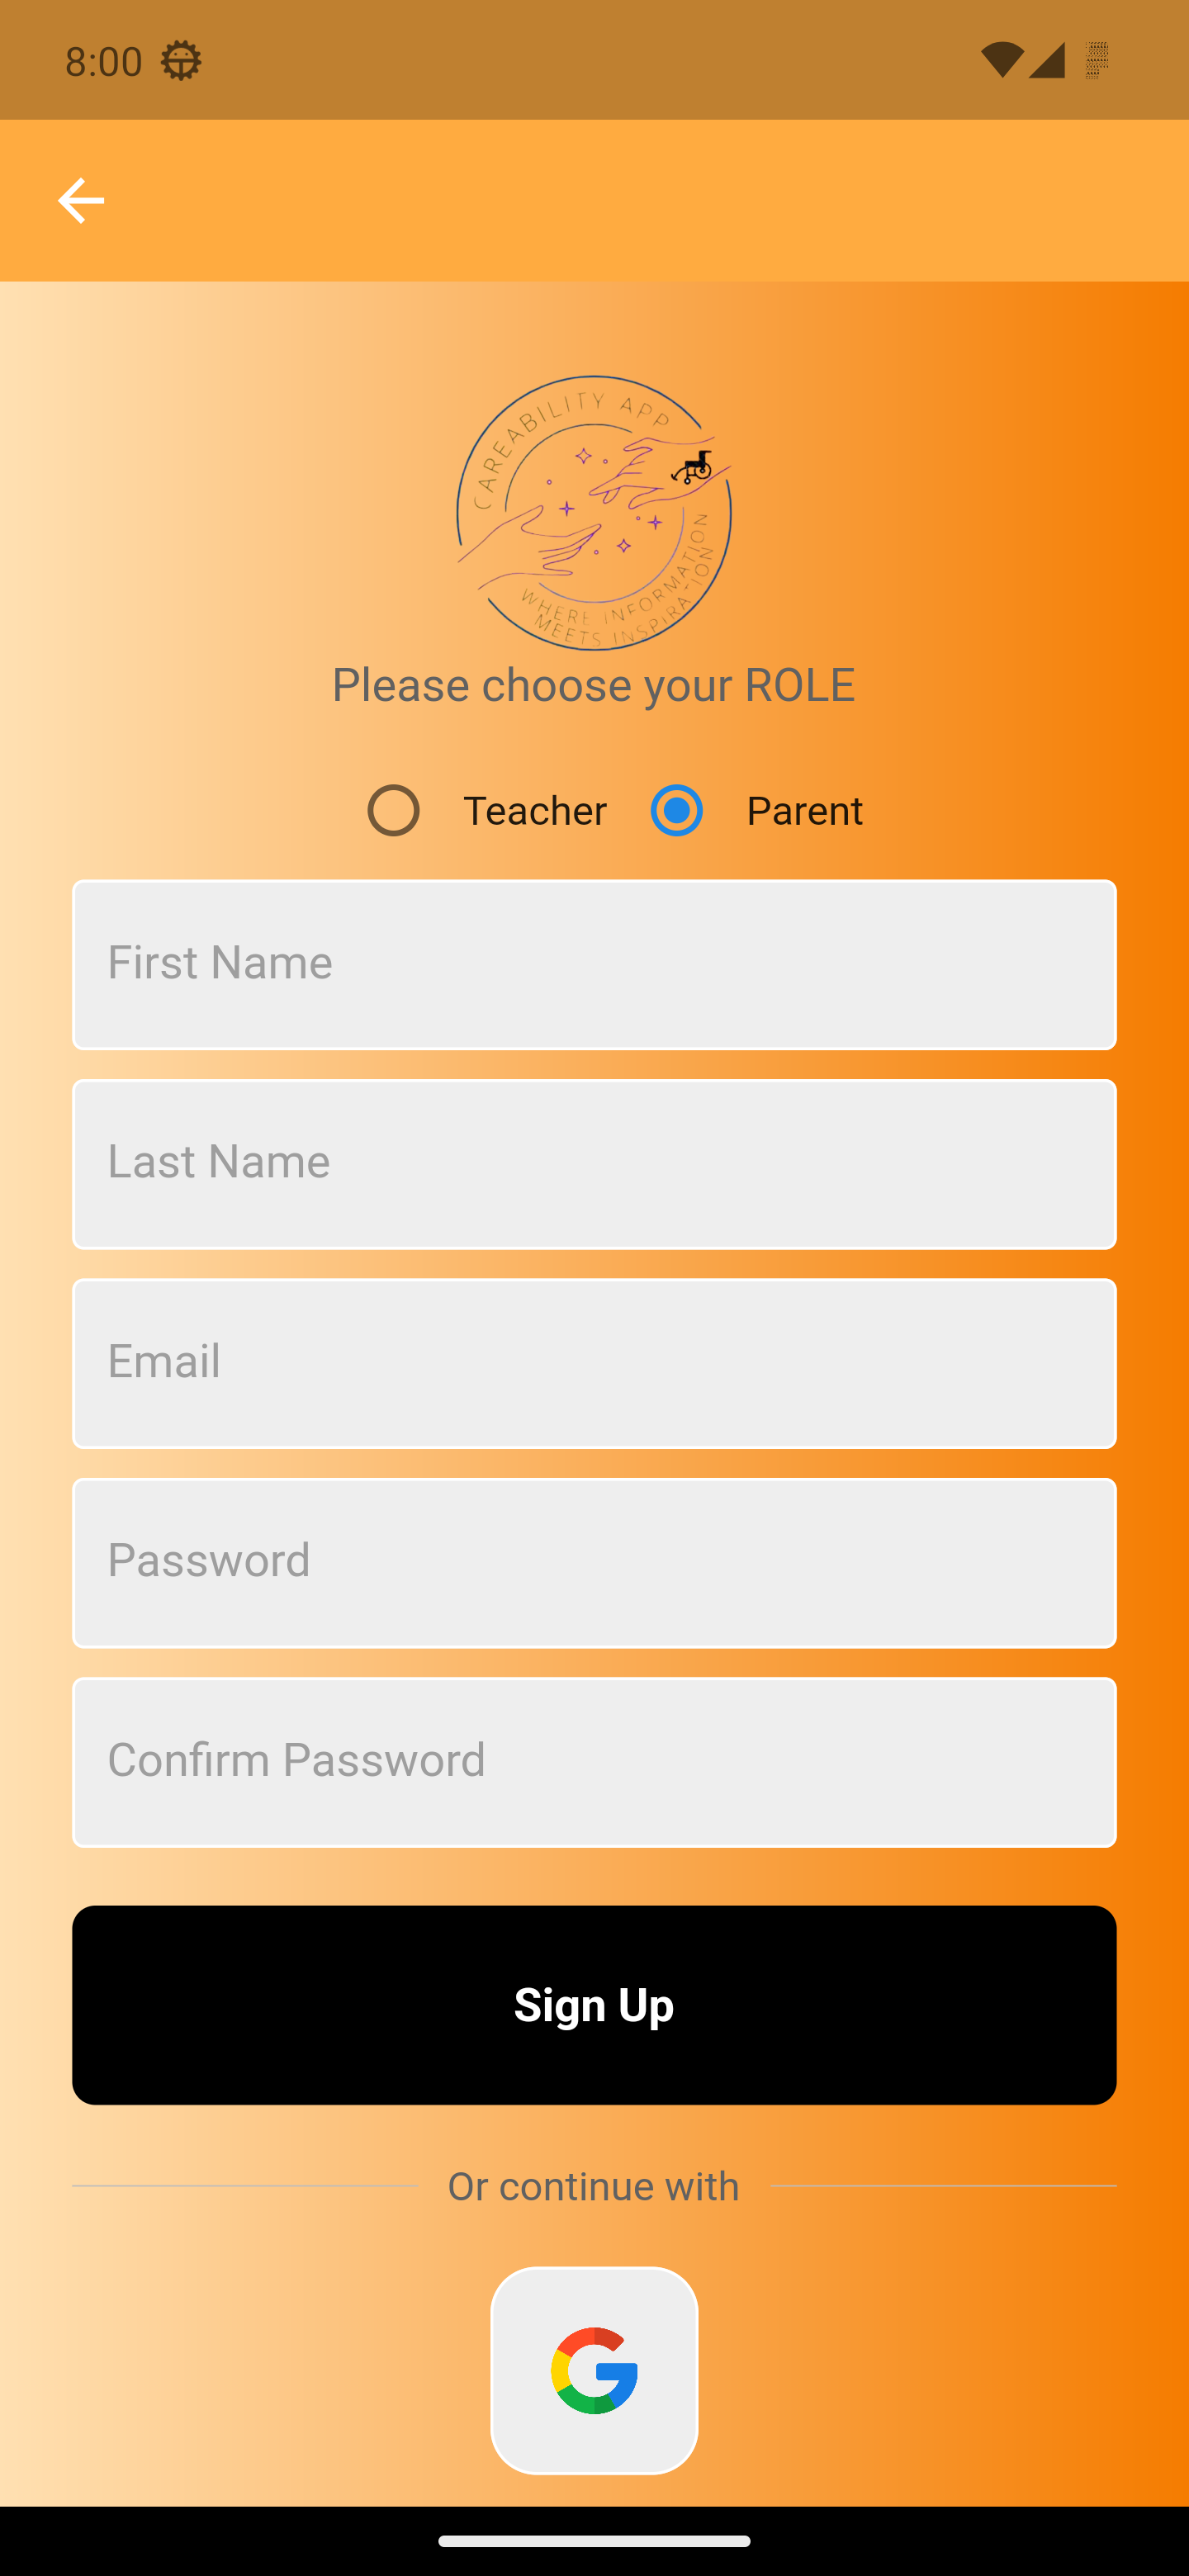 8:00
CAREABILITY APP
WHERE INFORMATION
MEETS INSPIRATION
Please choose your ROLE
Teacher Parent
First Name
Last Name
Email
Password
Confirm Password
Sign Up
Or continue with